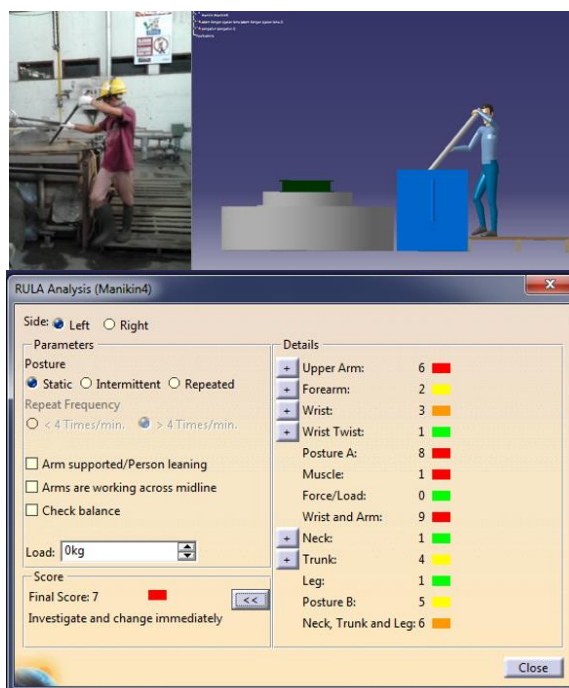 RULA Analysis (Manikin4)
Side: Left Right
Parameters
Posture
Static Intermittent Repeated
Repeat Frequency
< 4 Times/min. > 4 Times/min.
Arm supported/Person leaning
Arms are working across midline
Check balance
Load: 0kg
Score
Final Score: 7
<<
Investigate and change immediately
Details
+ Upper Arm: 6
+ Forearm: 2
+ Wrist: 3
+ Wrist Twist: 1
Posture A: 8
Muscle: 1
Force/Load: 0
Wrist and Arm: 9
+ Neck: 1
+ Trunk: 4
Leg: 1
Posture B: 5
Neck, Trunk and Leg: 6
Close